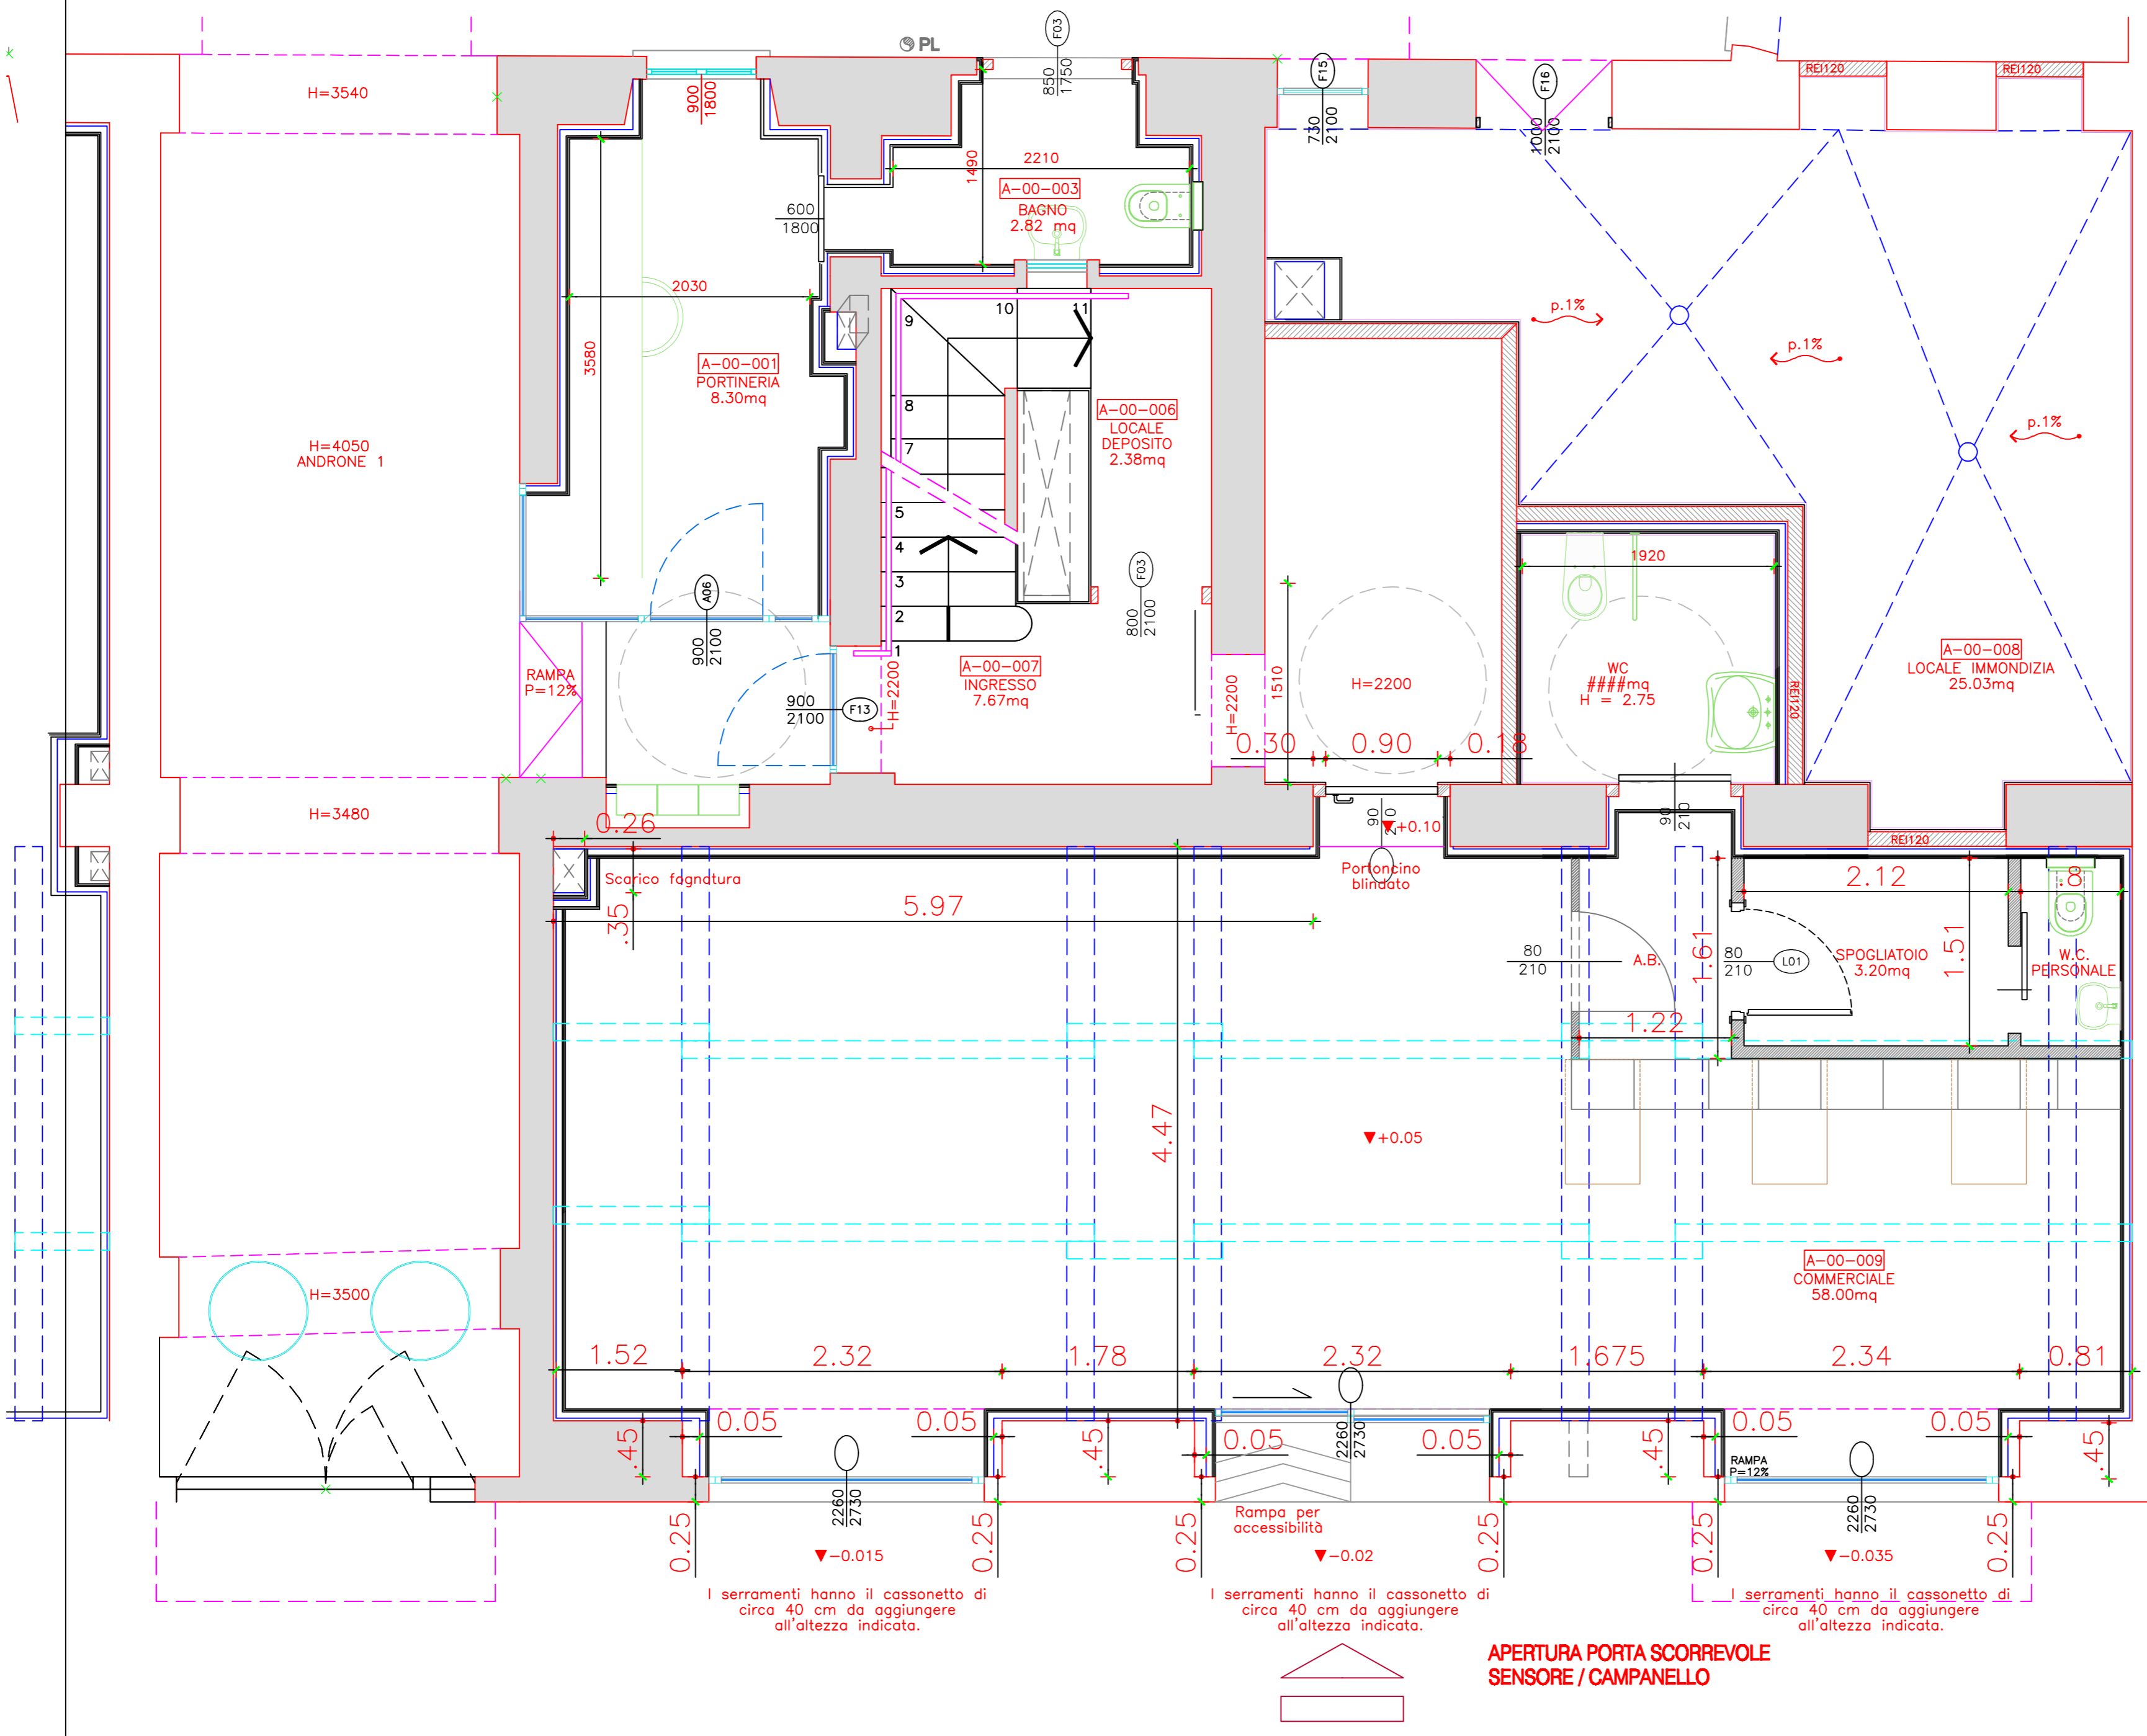 PL
F03
850
1750
F15
730
2100
F16
1000
2100
REI120
REI120
H=3540
900
1800
1490
2210
A-00-003
BAGNO
2.82 mq
600
1800
2030
3580
A-00-001
PORTINERIA
8.30mq
9
10
11
8
7
5
4
3
2
1
A-00-006
LOCALE
DEPOSITO
2.38mq
p.1%
p.1%
p.1%
H=4050
ANDRONE 1
F03
800
2100
A06
900
2100
1920
RAMPA
P=12%
900
2100
F13
H=2200
A-00-007
INGRESSO
7.67mq
H=2200
1510
H=2200
WC
####mq
H = 2.75
REI120
A-00-008
LOCALE IMMONDIZIA
25.03mq
0.30
0.90
0.18
H=3480
0.26
90
210
+0.10
90
210
REI120
Scarico fognatura
.35
5.97
Portoncino
blindato
80
210
A.B.
1.61
80
210
L01
2.12
.8
SPOGLIATOIO
3.20mq
1.51
W.C.
PERSONALE
1.22
4.47
+0.05
A-00-009
COMMERCIALE
58.00mq
H=3500
1.52
2.32
1.78
2.32
1.675
2.34
0.81
.45
0.05
0.05
.45
0.05
0.05
.45
0.05
0.05
.45
2260
2730
2260
2730
RAMPA
P=12%
2260
2730
0.25
0.25
0.25
0.25
0.25
0.25
Rampa per
accessibilità
-0.015
-0.02
-0.035
I serramenti hanno il cassonetto di
circa 40 cm da aggiungere
all'altezza indicata.
I serramenti hanno il cassonetto di
circa 40 cm da aggiungere
all'altezza indicata.
I serramenti hanno il cassonetto di
circa 40 cm da aggiungere
all'altezza indicata.
APERTURA PORTA SCORREVOLE
SENSORE / CAMPANELLO